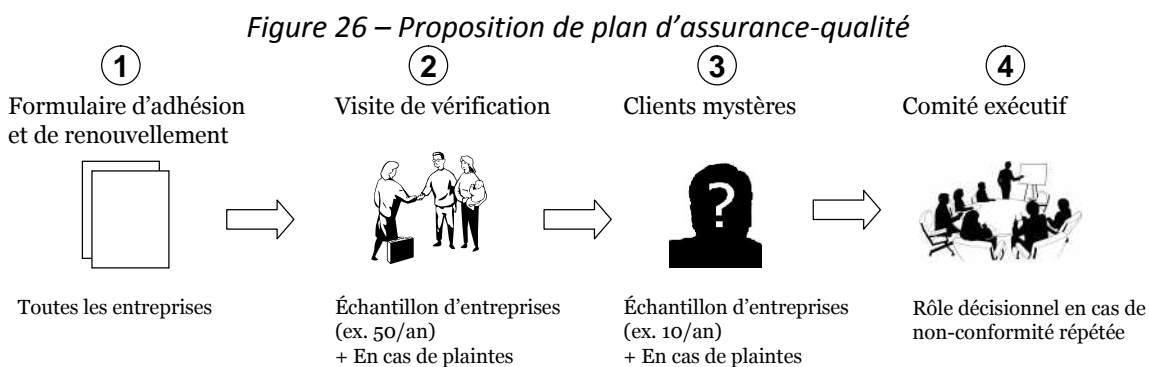 Figure 26 – Proposition de plan d’assurance-qualité
1
Formulaire d’adhésion
et de renouvellement
Toutes les entreprises
2
Visite de vérification
Échantillon d’entreprises
(ex. 50/an)
+ En cas de plaintes
3
Clients mystères
?
Échantillon d’entreprises
(ex. 10/an)
+ En cas de plaintes
4
Comité exécutif
Rôle décisionnel en cas de
non-conformité répétée